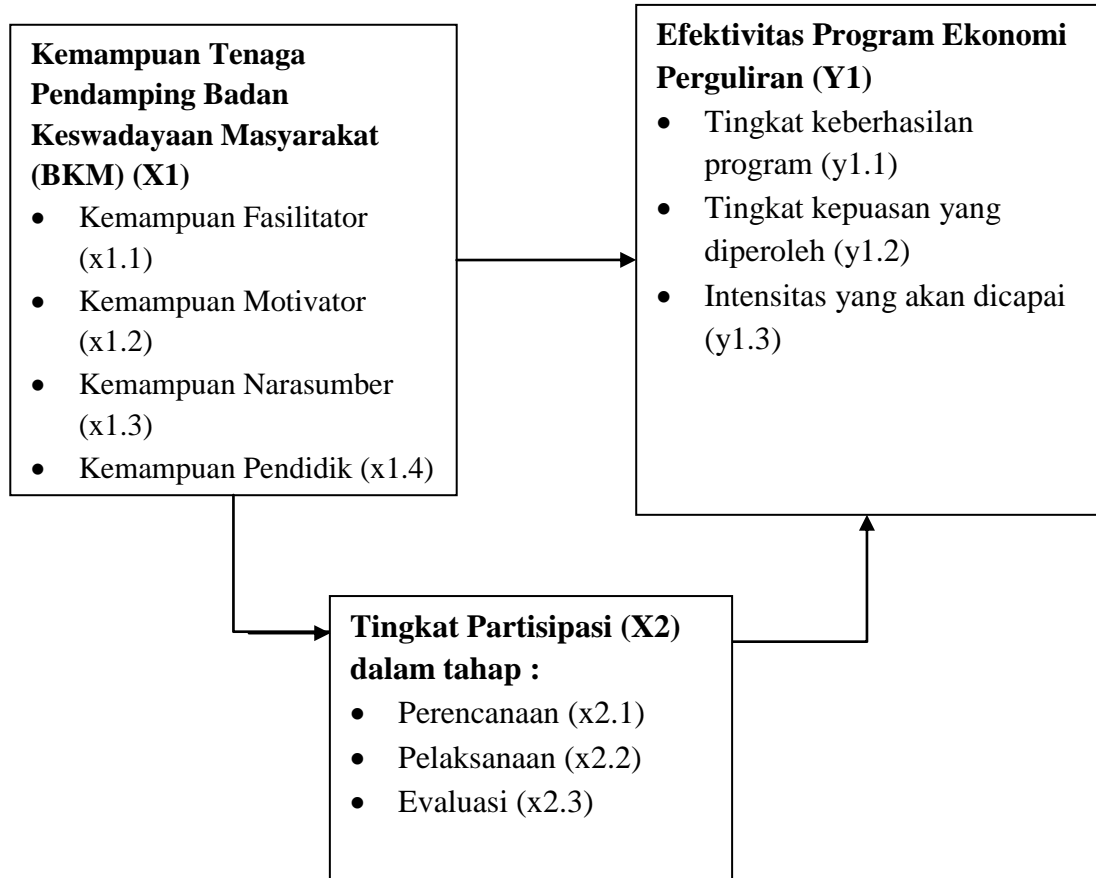 Kemampuan Tenaga
Pendamping Badan
Keswadayaan Masyarakat
(BKM) (X1)
• Kemampuan Fasilitator
(x1.1)
• Kemampuan Motivator
(x1.2)
• Kemampuan Narasumber
(x1.3)
• Kemampuan Pendidik (x1.4)
Efektivitas Program Ekonomi
Perguliran (Y1)
• Tingkat keberhasilan
program (y1.1)
• Tingkat kepuasan yang
diperoleh (y1.2)
• Intensitas yang akan dicapai
(y1.3)
Tingkat Partisipasi (X2)
dalam tahap :
• Perencanaan (x2.1)
• Pelaksanaan (x2.2)
• Evaluasi (x2.3)